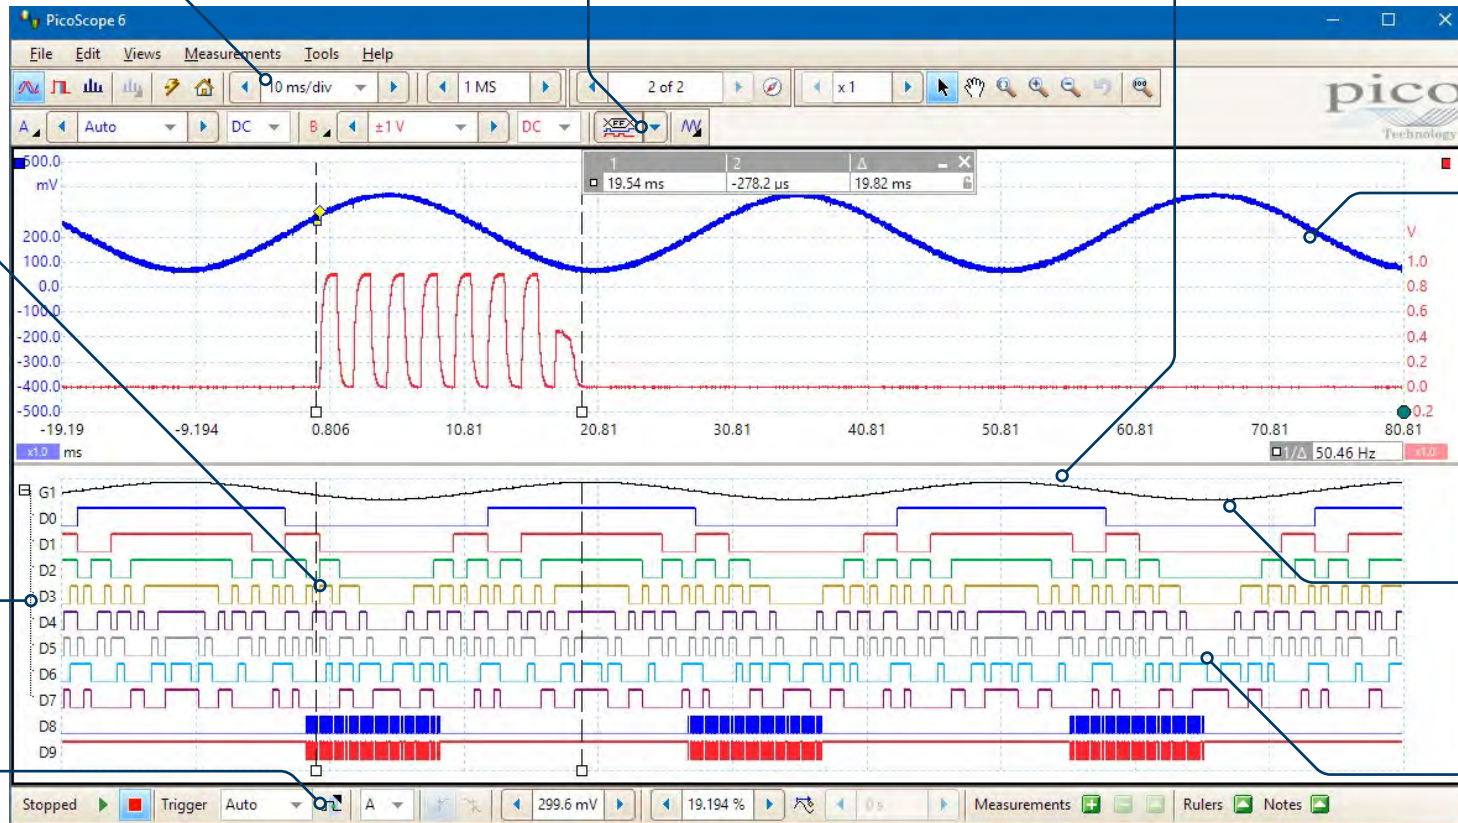 PicoScope 6
File Edit Views Measurements Tools Help
10 ms/div 1 MS 2 of 2 x1
A Auto DC B ±1 V DC
pico
Technology
1 2 Δ
19.54 ms -278.2 µs 19.82 ms
500.0
mV
200.0
100.0
0.0
-100.0
-200.0
-300.0
-400.0
-500.0
V
1.0
0.8
0.6
0.4
0.2
0.0
0.2
-19.19 -9.194 0.806 10.81 20.81 30.81 40.81 50.81 60.81 70.81 80.81
x1.0 ms 1/Δ 50.46 Hz x1.0
G1
D0
D1
D2
D3
D4
D5
D6
D7
D8
D9
Stopped Trigger Auto A 299.6 mV 19.194 % 0 s Measurements Rulers Notes